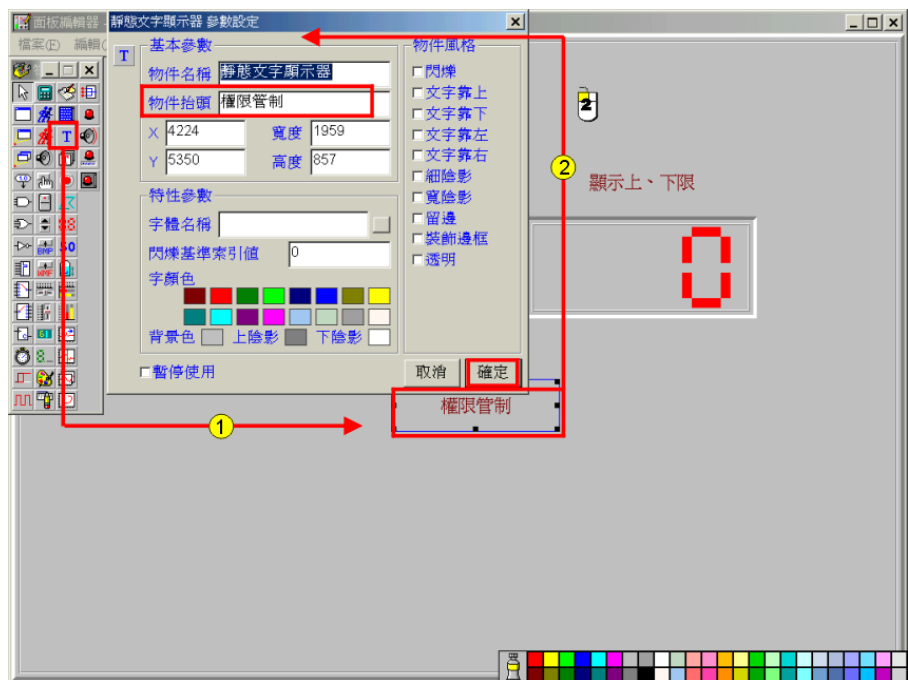 面板編輯器
靜態文字顯示器 參數設定
檔案(F) 編輯(
T
基本參數
物件名稱 靜態文字顯示器
物件抬頭 權限管制
X 4224 寬度 1959
Y 5350 高度 857
特性參數
字體名稱
閃爍基準索引值 0
字顏色
背景色 上陰影 下陰影
暫停使用
物件風格
閃爍
文字靠上
文字靠下
文字靠左
文字靠右
細陰影
寬陰影
留邊
裝飾邊框
透明
取消 確定
T
2
2
顯示上、下限
0
權限管制
1